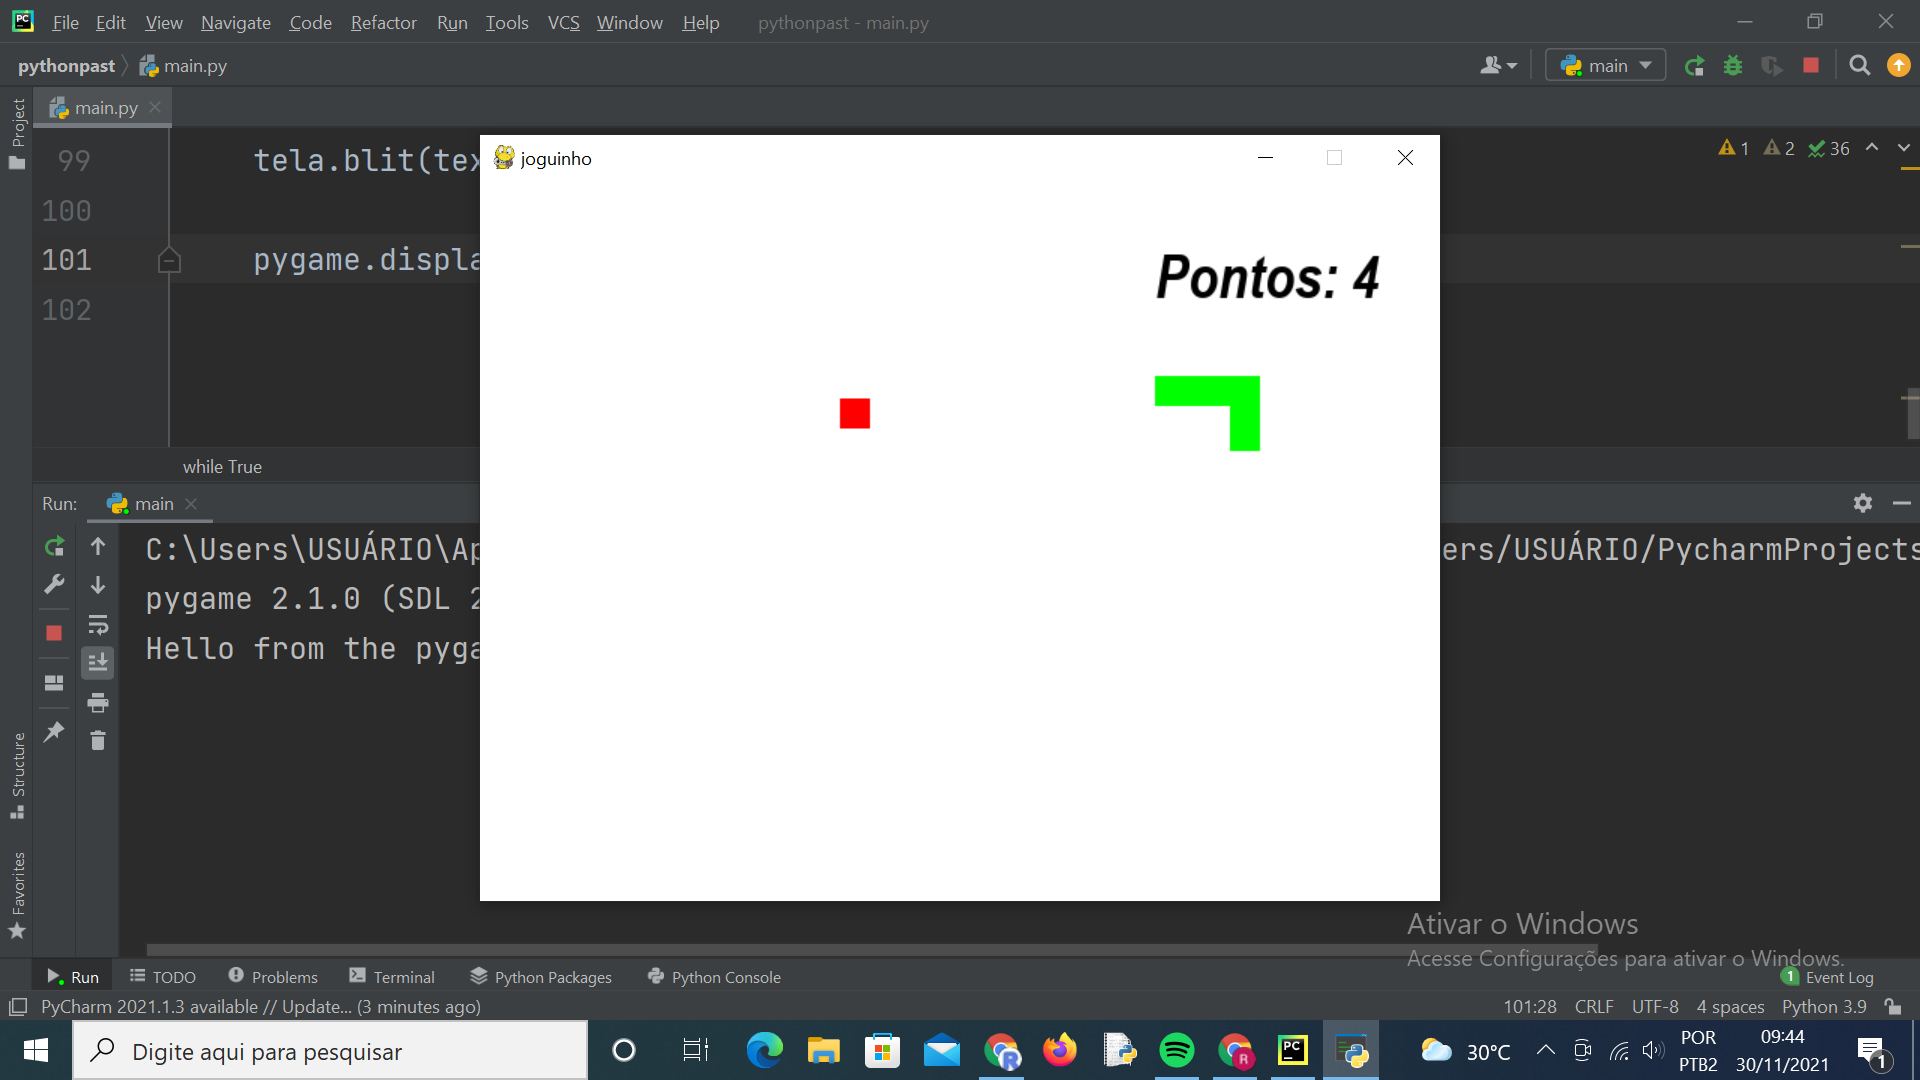 File Edit View Navigate Code Refactor Run Tools VCS Window Help pythonpast - main.py
pythonpast main.py
main
main.py
Project
99 tela.blit(tex
100
101 pygame.displa
102
1 2 36
joguinho
Pontos: 4
while True
Run: main
C:\Users\USUÁRIO\Ap
ers/USUÁRIO/PycharmProjects
pygame 2.1.0 (SDL 2
Hello from the pyga
Structure
Favorites
Ativar o Windows
Acesse Configurações para ativar o Windows.
Run TODO Problems Terminal Python Packages Python Console
1 Event Log
PyCharm 2021.1.3 available // Update... (3 minutes ago)
101:28 CRLF UTF-8 4 spaces Python 3.9
Digite aqui para pesquisar
30°C
POR
PTB2
09:44
30/11/2021
1